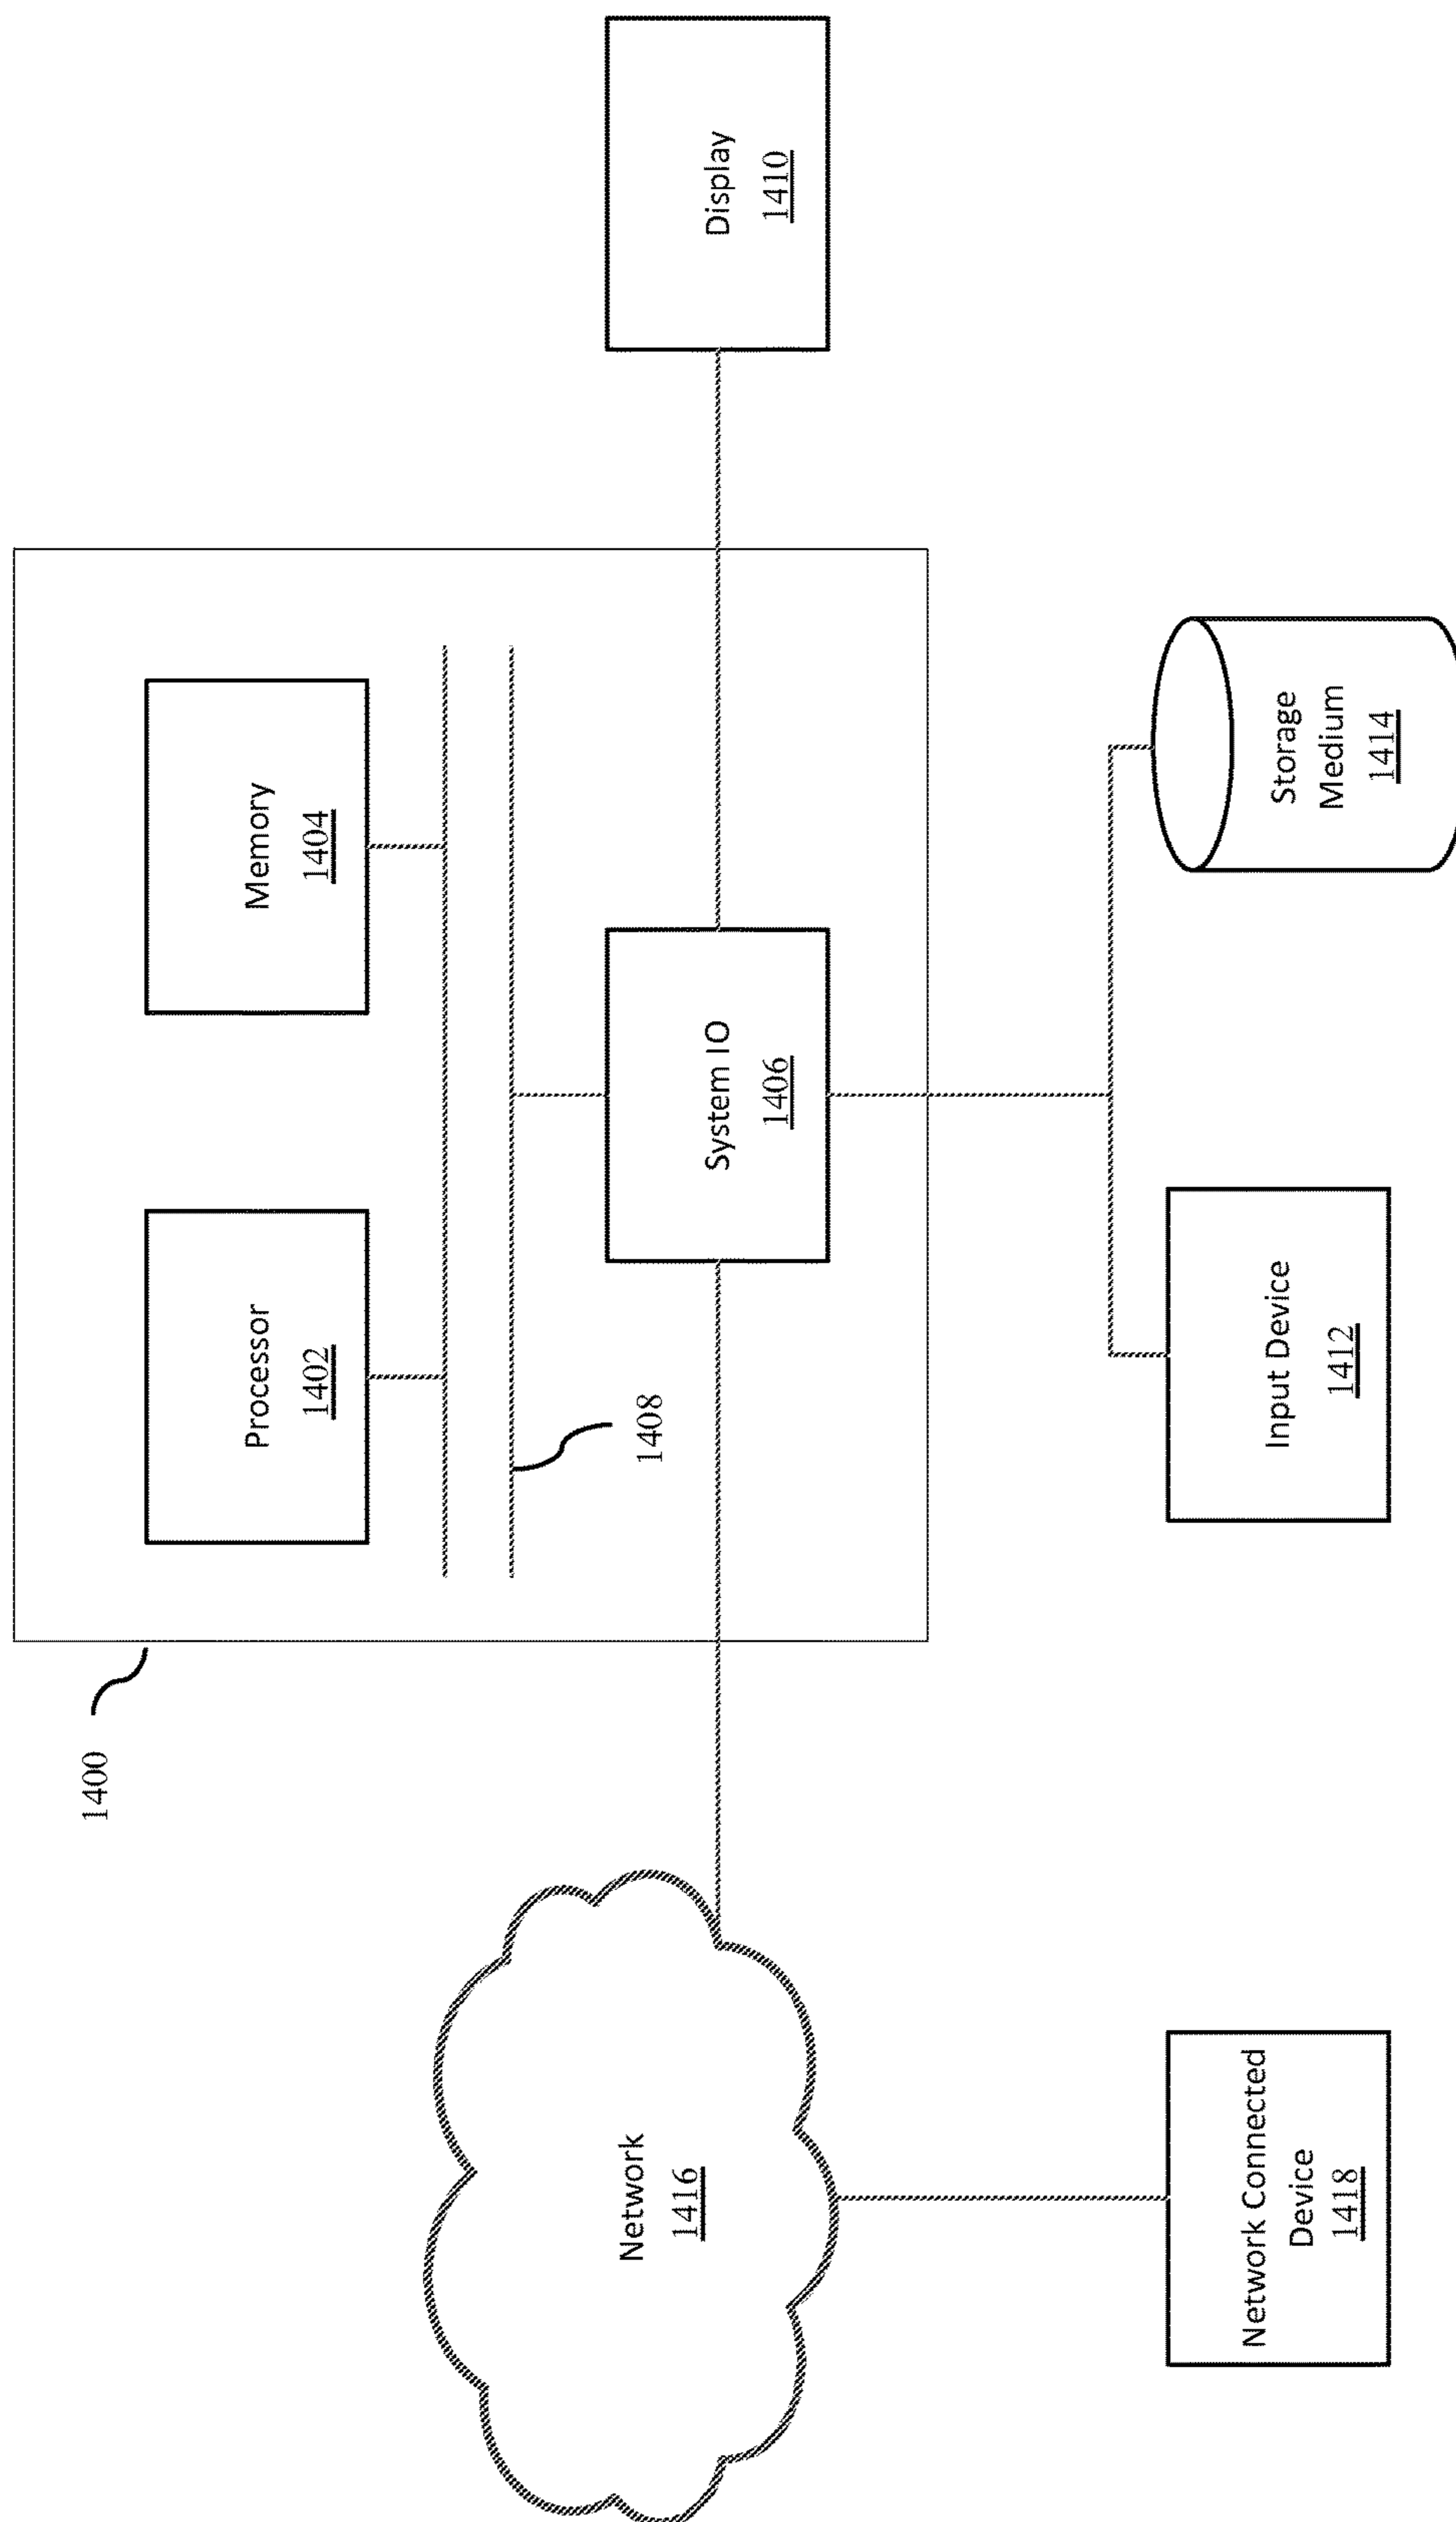 1400
Processor
1402
Memory
1404
1408
System IO
1406
Display
1410
Network
1416
Network Connected
Device
1418
Input Device
1412
Storage
Medium
1414